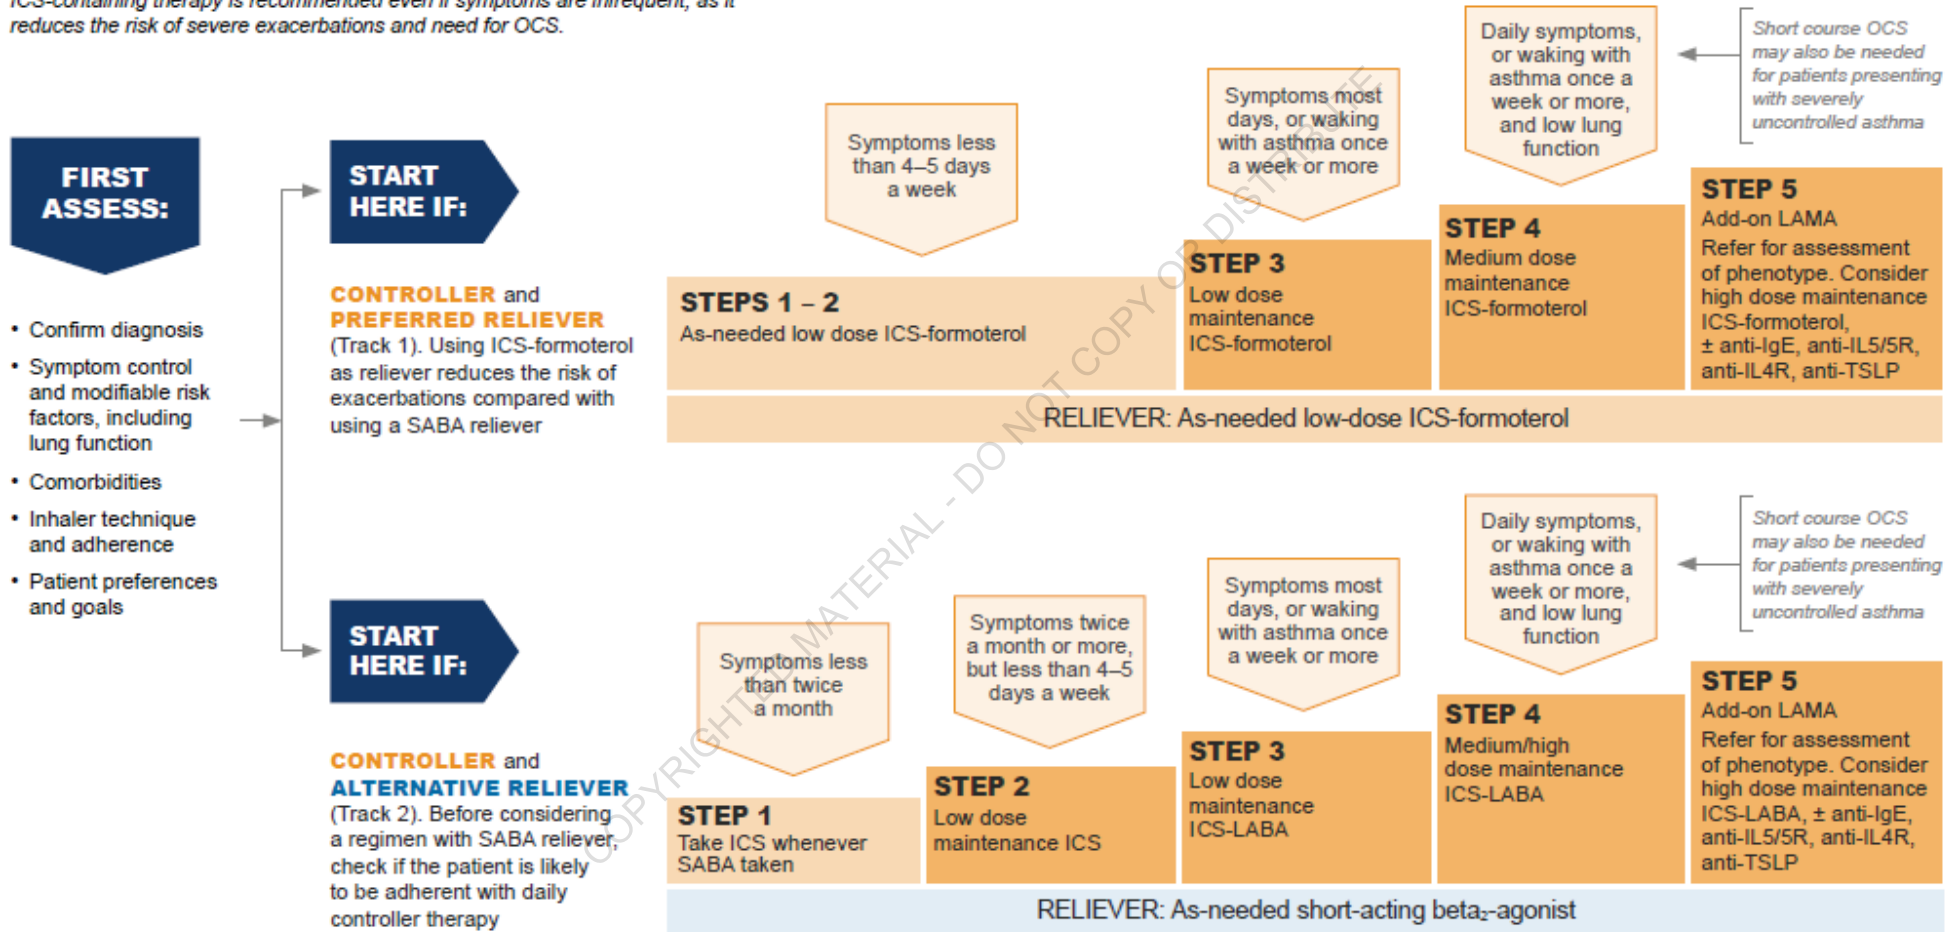 ICS-containing therapy is recommended even if symptoms are infrequent, as it
reduces the risk of severe exacerbations and need for OCS.
FIRST
ASSESS:
• Confirm diagnosis
• Symptom control
and modifiable risk
factors, including
lung function
• Comorbidities
• Inhaler technique
and adherence
• Patient preferences
and goals
START
HERE IF:
CONTROLLER and
PREFERRED RELIEVER
(Track 1). Using ICS-formoterol
as reliever reduces the risk of
exacerbations compared with
using a SABA reliever
Symptoms less
than 4–5 days
a week
Symptoms most
days, or waking
with asthma once
a week or more
Daily symptoms,
or waking with
asthma once a
week or more,
and low lung
function
Short course OCS
may also be needed
for patients presenting
with severely
uncontrolled asthma
STEPS 1 – 2
As-needed low dose ICS-formoterol
STEP 3
Low dose
maintenance
ICS-formoterol
STEP 4
Medium dose
maintenance
ICS-formoterol
STEP 5
Add-on LAMA
Refer for assessment
of phenotype. Consider
high dose maintenance
ICS-formoterol,
± anti-IgE, anti-IL5/5R,
anti-IL4R, anti-TSLP
RELIEVER: As-needed low-dose ICS-formoterol
START
HERE IF:
CONTROLLER and
ALTERNATIVE RELIEVER
(Track 2). Before considering
a regimen with SABA reliever,
check if the patient is likely
to be adherent with daily
controller therapy
Symptoms less
than twice
a month
Symptoms twice
a month or more,
but less than 4–5
days a week
Symptoms most
days, or waking
with asthma once
a week or more
Daily symptoms,
or waking with
asthma once a
week or more,
and low lung
function
Short course OCS
may also be needed
for patients presenting
with severely
uncontrolled asthma
STEP 1
Take ICS whenever
SABA taken
STEP 2
Low dose
maintenance ICS
STEP 3
Low dose
maintenance
ICS-LABA
STEP 4
Medium/high
dose maintenance
ICS-LABA
STEP 5
Add-on LAMA
Refer for assessment
of phenotype. Consider
high dose maintenance
ICS-LABA, ± anti-IgE,
anti-IL5/5R, anti-IL4R,
anti-TSLP
RELIEVER: As-needed short-acting beta₂-agonist
COPYRIGHTED MATERIAL - DO NOT COPY OR DISTRIBUTE